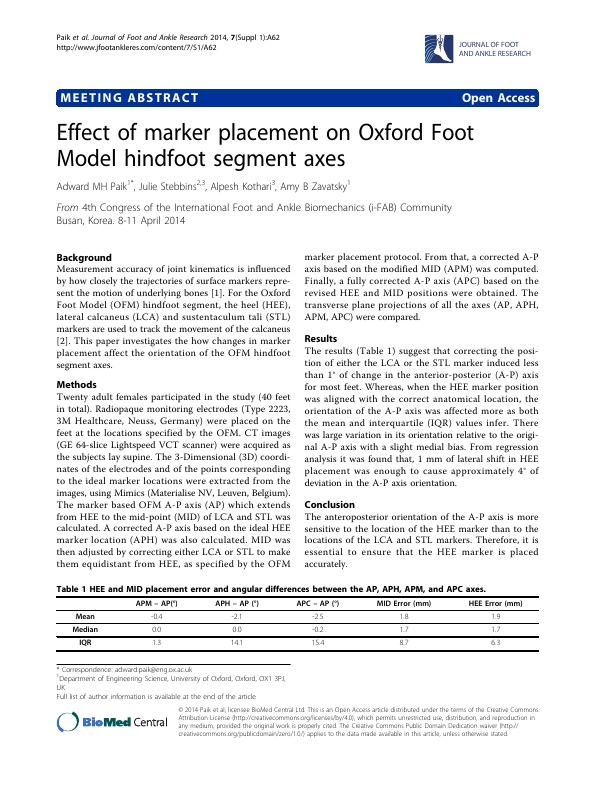 Paik et al. Journal of Foot and Ankle Research 2014, 7(Suppl 1):A62
http://www.jfootankleres.com/content/7/S1/A62
JOURNAL OF FOOT
AND ANKLE RESEARCH
MEETING ABSTRACT
Open Access
Effect of marker placement on Oxford Foot
Model hindfoot segment axes
Adward MH Paik1*, Julie Stebbins2,3, Alpesh Kothari3, Amy B Zavatsky1
From 4th Congress of the International Foot and Ankle Biomechanics (i-FAB) Community
Busan, Korea. 8-11 April 2014
Background
Measurement accuracy of joint kinematics is influenced
by how closely the trajectories of surface markers repre-
sent the motion of underlying bones [1]. For the Oxford
Foot Model (OFM) hindfoot segment, the heel (HEE),
lateral calcaneus (LCA) and sustentaculum tali (STL)
markers are used to track the movement of the calcaneus
[2]. This paper investigates the how changes in marker
placement affect the orientation of the OFM hindfoot
segment axes.
Methods
Twenty adult females participated in the study (40 feet
in total). Radiopaque monitoring electrodes (Type 2223,
3M Healthcare, Neuss, Germany) were placed on the
feet at the locations specified by the OFM. CT images
(GE 64-slice Lightspeed VCT scanner) were acquired as
the subjects lay supine. The 3-Dimensional (3D) coordi-
nates of the electrodes and of the points corresponding
to the ideal marker locations were extracted from the
images, using Mimics (Materialise NV, Leuven, Belgium).
The marker based OFM A-P axis (AP) which extends
from HEE to the mid-point (MID) of LCA and STL was
calculated. A corrected A-P axis based on the ideal HEE
marker location (APH) was also calculated. MID was
then adjusted by correcting either LCA or STL to make
them equidistant from HEE, as specified by the OFM
marker placement protocol. From that, a corrected A-P
axis based on the modified MID (APM) was computed.
Finally, a fully corrected A-P axis (APC) based on the
revised HEE and MID positions were obtained. The
transverse plane projections of all the axes (AP, APH,
APM, APC) were compared.
Results
The results (Table 1) suggest that correcting the posi-
tion of either the LCA or the STL marker induced less
than 1° of change in the anterior-posterior (A-P) axis
for most feet. Whereas, when the HEE marker position
was aligned with the correct anatomical location, the
orientation of the A-P axis was affected more as both
the mean and interquartile (IQR) values infer. There
was large variation in its orientation relative to the origi-
nal A-P axis with a slight medial bias. From regression
analysis it was found that, 1 mm of lateral shift in HEE
placement was enough to cause approximately 4° of
deviation in the A-P axis orientation.
Conclusion
The anteroposterior orientation of the A-P axis is more
sensitive to the location of the HEE marker than to the
locations of the LCA and STL markers. Therefore, it is
essential to ensure that the HEE marker is placed
accurately.
Table 1 HEE and MID placement error and angular differences between the AP, APH, APM, and APC axes.
APM – AP(°) APH – AP (°) APC – AP (°) MID Error (mm) HEE Error (mm)
Mean -0.4 -2.1 -2.5 1.8 1.9
Median 0.0 0.0 -0.2 1.7 1.7
IQR 1.3 14.1 15.4 8.7 6.3
* Correspondence: adward.paik@eng.ox.ac.uk
1Department of Engineering Science, University of Oxford, Oxford, OX1 3PJ,
UK
Full list of author information is available at the end of the article
BioMed Central
© 2014 Paik et al; licensee BioMed Central Ltd. This is an Open Access article distributed under the terms of the Creative Commons
Attribution License (http://creativecommons.org/licenses/by/4.0), which permits unrestricted use, distribution, and reproduction in
any medium, provided the original work is properly cited. The Creative Commons Public Domain Dedication waiver (http://
creativecommons.org/publicdomain/zero/1.0/) applies to the data made available in this article, unless otherwise stated.